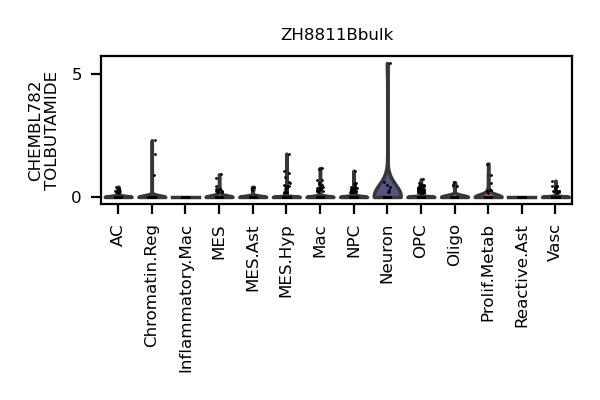 ZH8811Bbulk
CHEMBL782
TOLBUTAMIDE
5
0
AC
Chromatin.Reg
Inflammatory.Mac
MES
MES.Ast
MES.Hyp
Mac
NPC
Neuron
OPC
Oligo
Prolif.Metab
Reactive.Ast
Vasc